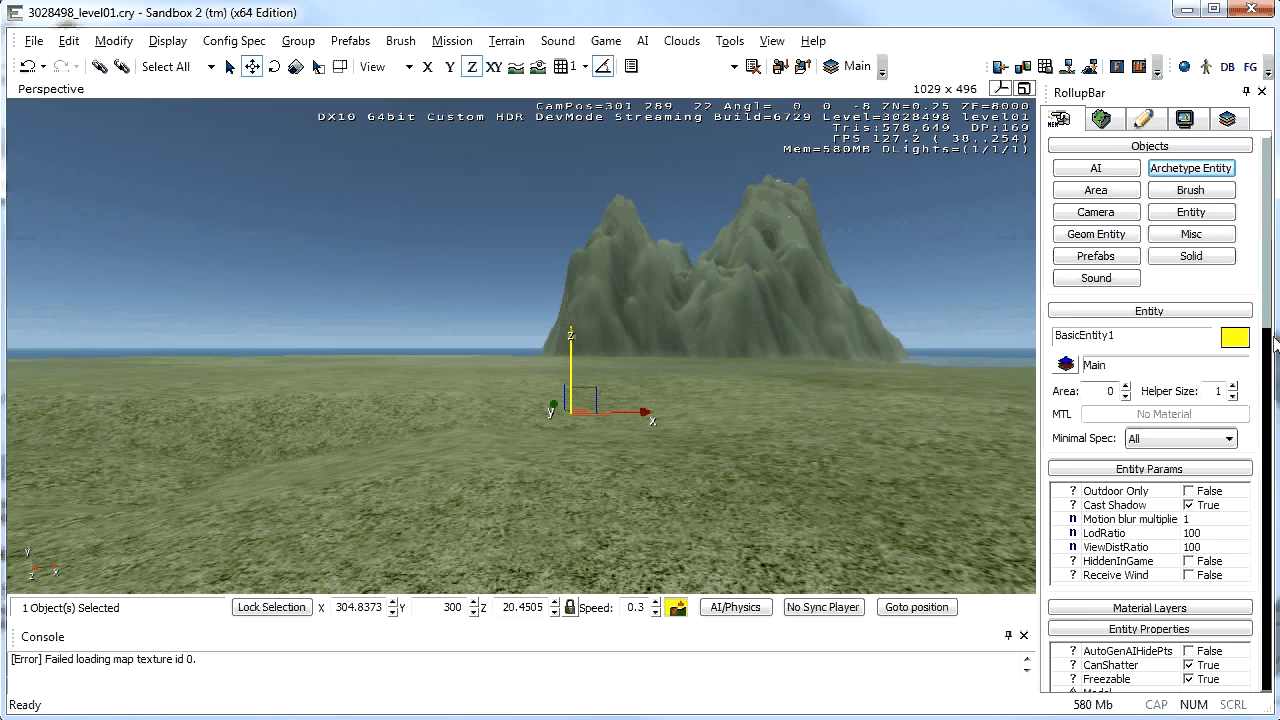 3028498_level01.cry - Sandbox 2 (tm) (x64 Edition)
File Edit Modify Display Config Spec Group Prefabs Brush Mission Terrain Sound Game AI Clouds Tools View Help
Select All View X Y Z XY 1 Main DB FG
Perspective 1029 x 496
CamPos=301 289 22 Angl= 0 0 -8 ZN=0.25 ZF=8000
DX10 64bit Custom HDR DevMode Streaming Build=6729 Level=3028498_level01
Tris:578,649 DP:169
FPS 127.2 ( 38..254)
Mem=580MB DLights=(1/1/1)
z
y
x
y
z x
RollupBar
Objects
AI Archetype Entity
Area Brush
Camera Entity
Geom Entity Misc
Prefabs Solid
Sound
Entity
BasicEntity1
Main
Area: 0 Helper Size: 1
MTL No Material
Minimal Spec: All
Entity Params
? Outdoor Only False
? Cast Shadow True
n Motion blur multiplie 1
n LodRatio 100
n ViewDistRatio 100
? HiddenInGame False
? Receive Wind False
Material Layers
Entity Properties
? AutoGenAIHidePts False
? CanShatter True
? Freezable True
Model
1 Object(s) Selected Lock Selection X 304.8373 Y 300 Z 20.4505 Speed: 0.3 AI/Physics No Sync Player Goto position
Console
[Error] Failed loading map texture id 0.
Ready 580 Mb CAP NUM SCRL